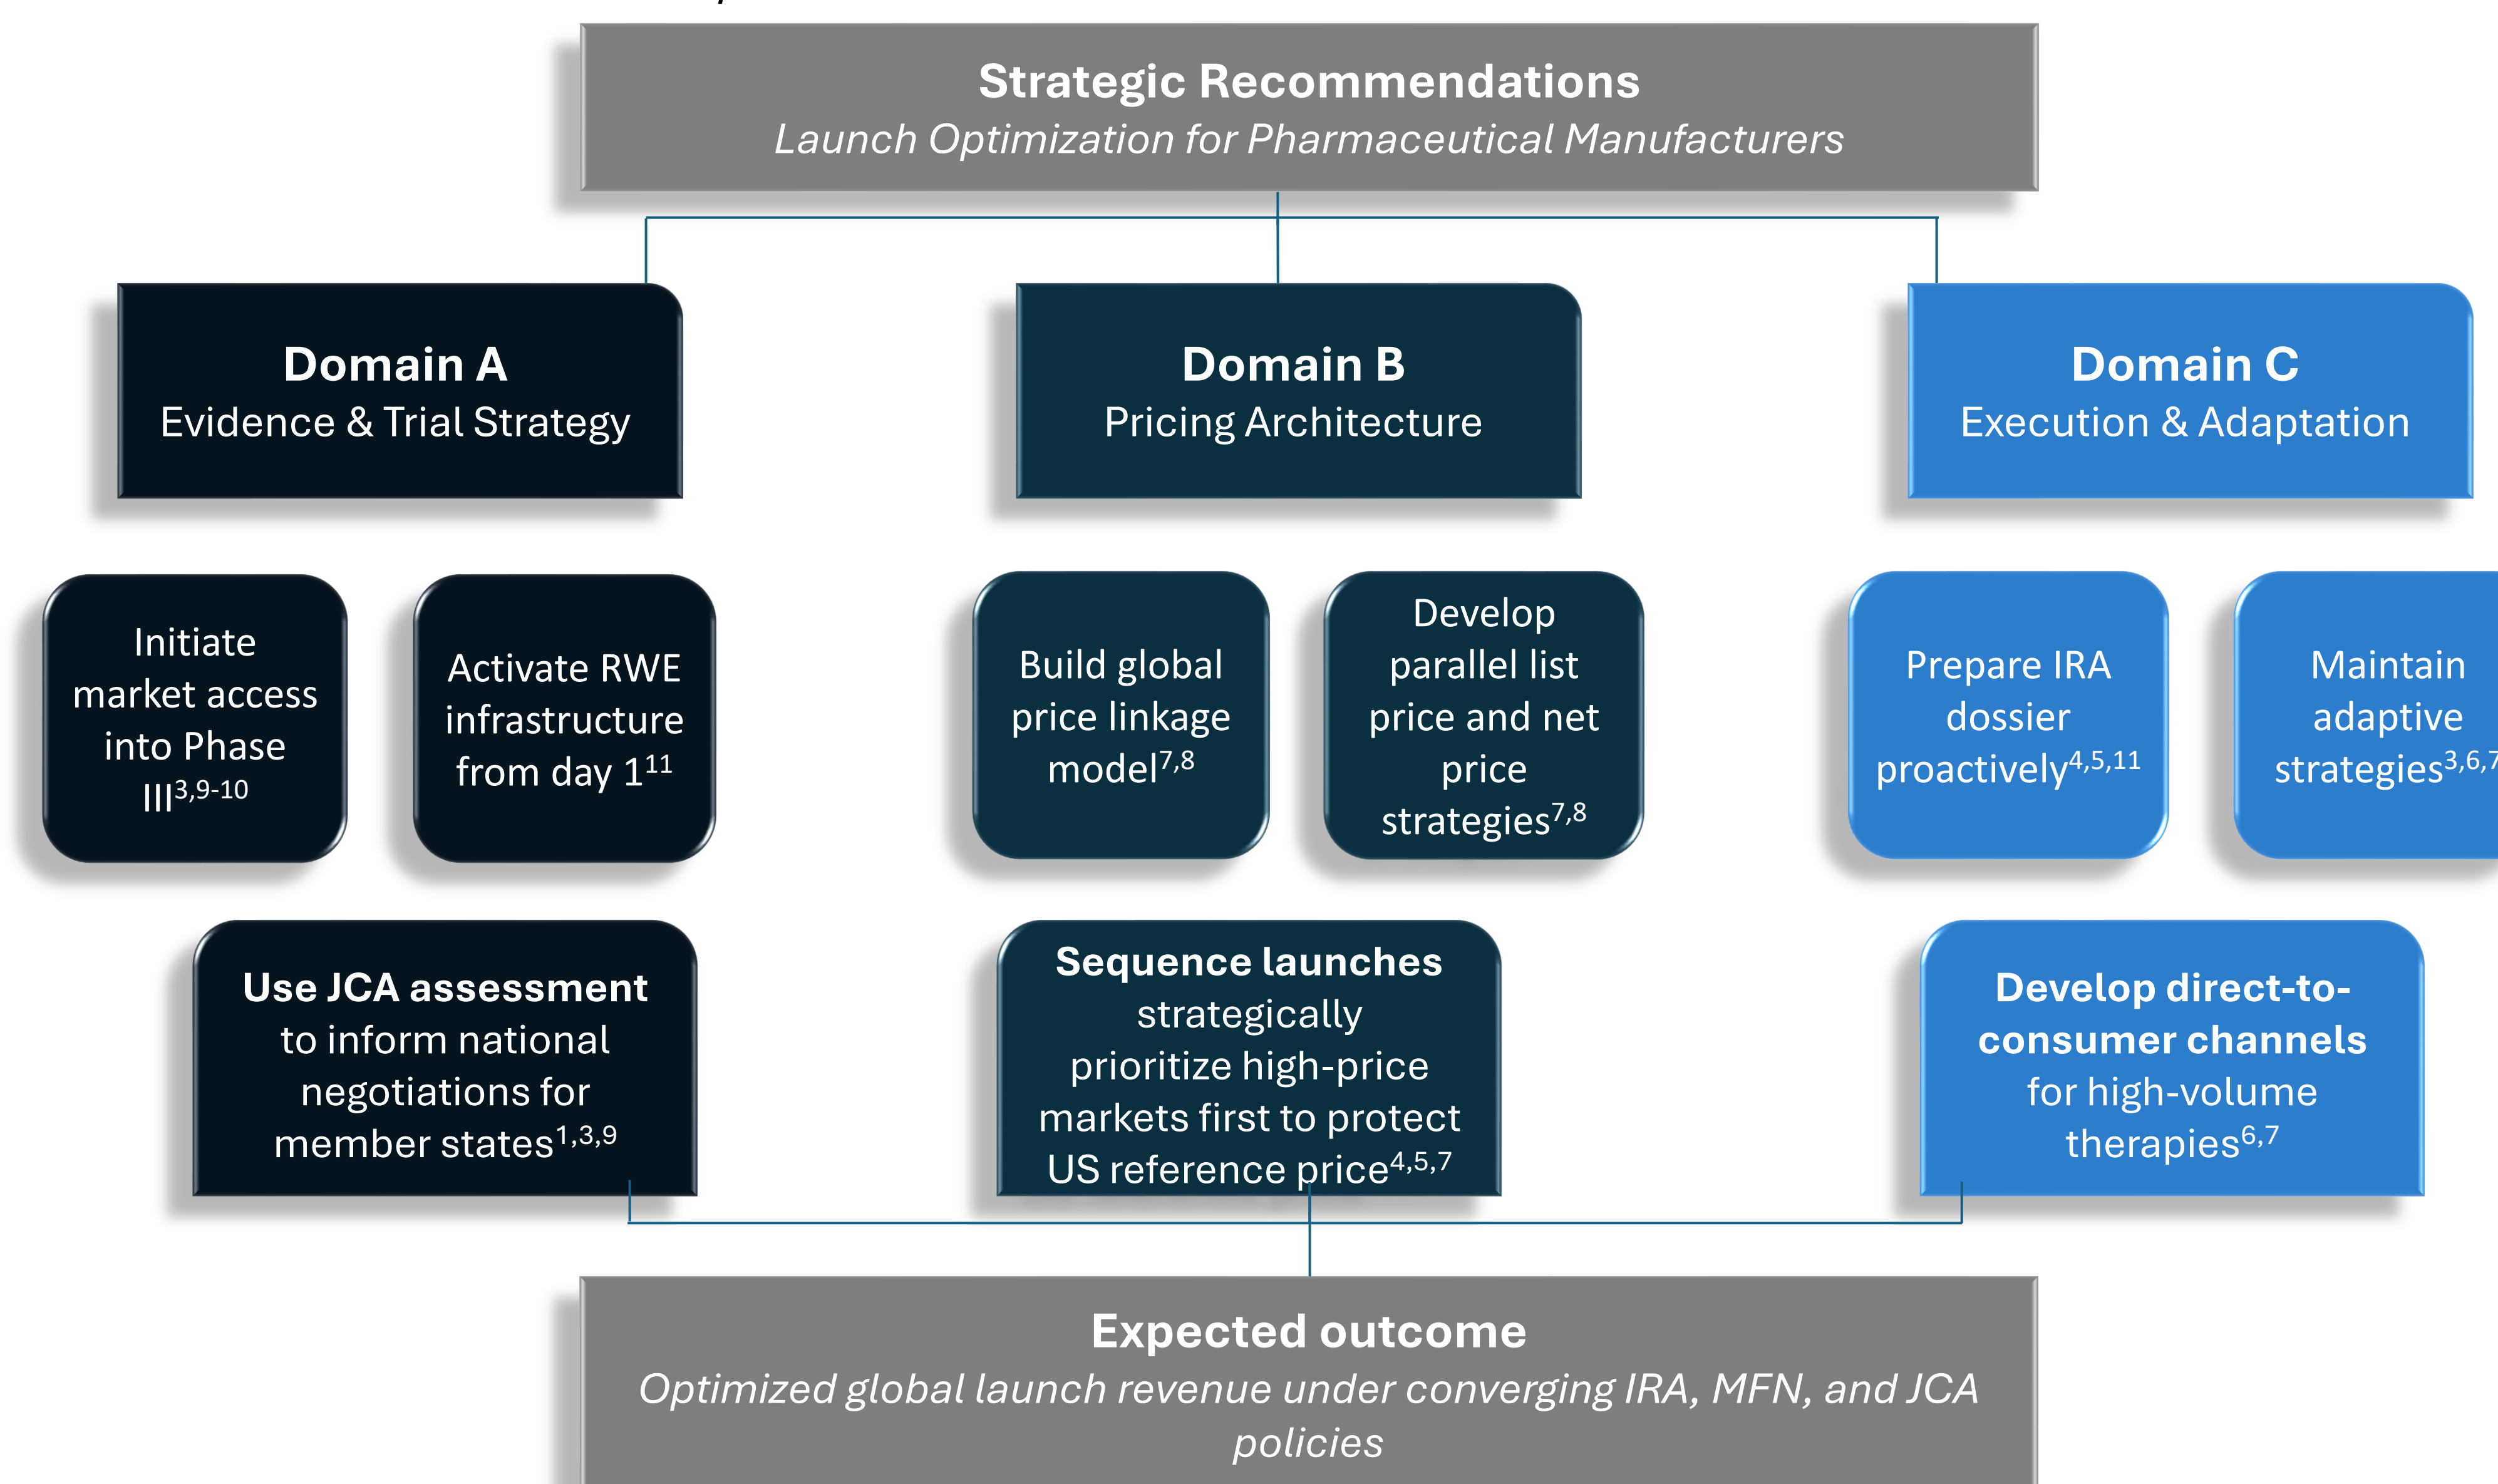 Strategic Recommendations
Launch Optimization for Pharmaceutical Manufacturers
Domain A
Evidence & Trial Strategy
Domain B
Pricing Architecture
Domain C
Execution & Adaptation
Initiate
market access
into Phase
III3,9-10
Activate RWE
infrastructure
from day 111
Build global
price linkage
model7,8
Develop
parallel list
price and net
price
strategies7,8
Prepare IRA
dossier
proactively4,5,11
Maintain
adaptive
strategies3,6,7
Use JCA assessment
to inform national
negotiations for
member states1,3,9
Sequence launches
strategically
prioritize high-price
markets first to protect
US reference price4,5,7
Develop direct-to-
consumer channels
for high-volume
therapies6,7
Expected outcome
Optimized global launch revenue under converging IRA, MFN, and JCA
policies